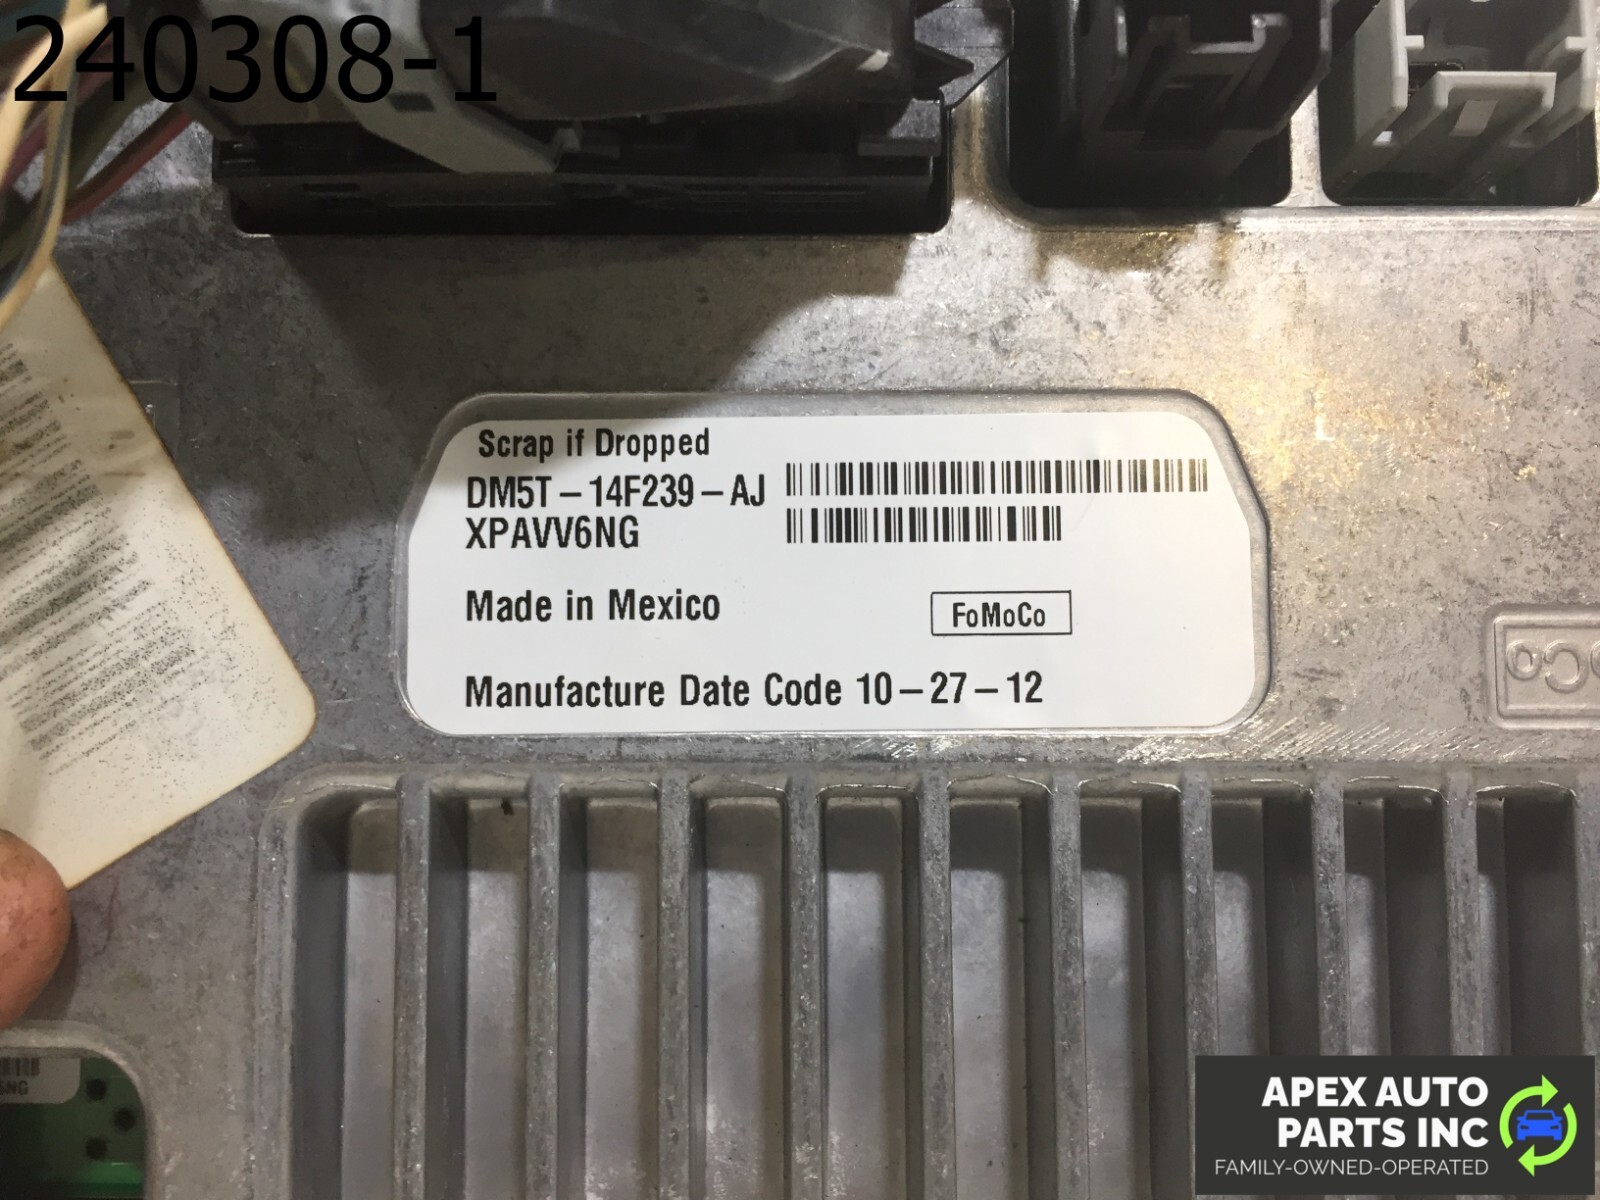 240308-1
Scrap if Dropped
DM5T-14F239-AJ
XPAVV6NG
Made in Mexico
FoMoCo
Manufacture Date Code 10-27-12
6NG
APEX AUTO
PARTS INC
FAMILY-OWNED-OPERATED